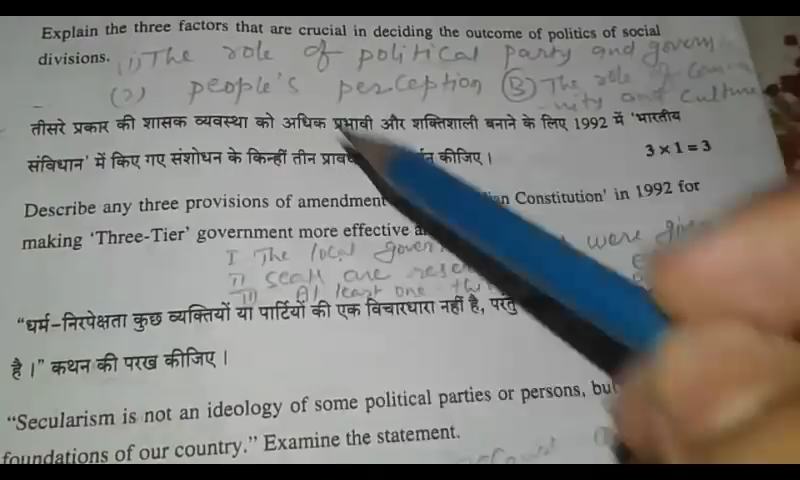 Explain the three factors that are crucial in deciding the outcome of politics of social
divisions. (1) The role of political party and govern
(2) people's perception (3) The role of com
unity and culture
तीसरे प्रकार की शासक व्यवस्था को अधिक प्रभावी और शक्तिशाली बनाने के लिए 1992 में 'भारतीय
संविधान' में किए गए संशोधन के किन्हीं तीन कीजिए ।
3 x 1 = 3
Describe any three provisions of amendment Constitution' in 1992 for
making 'Three-Tier' government more effective
I The local govern were
II seats are
III At least one
"धर्म–निरपेक्षता कुछ व्यक्तियों या पार्टियों की एक विचारधारा नहीं है, परंतु
है ।" कथन की परख कीजिए ।
"Secularism is not an ideology of some political parties or persons, but
foundations of our country." Examine the statement.